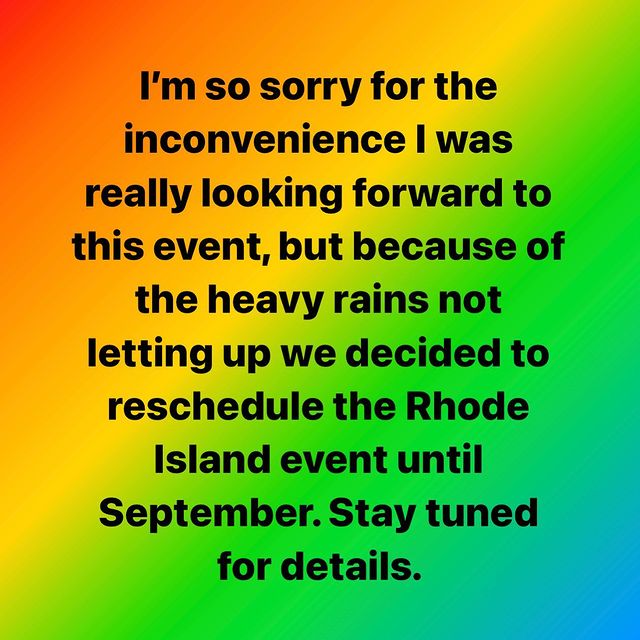 I’m so sorry for the
inconvenience I was
really looking forward to
this event, but because of
the heavy rains not
letting up we decided to
reschedule the Rhode
Island event until
September. Stay tuned
for details.